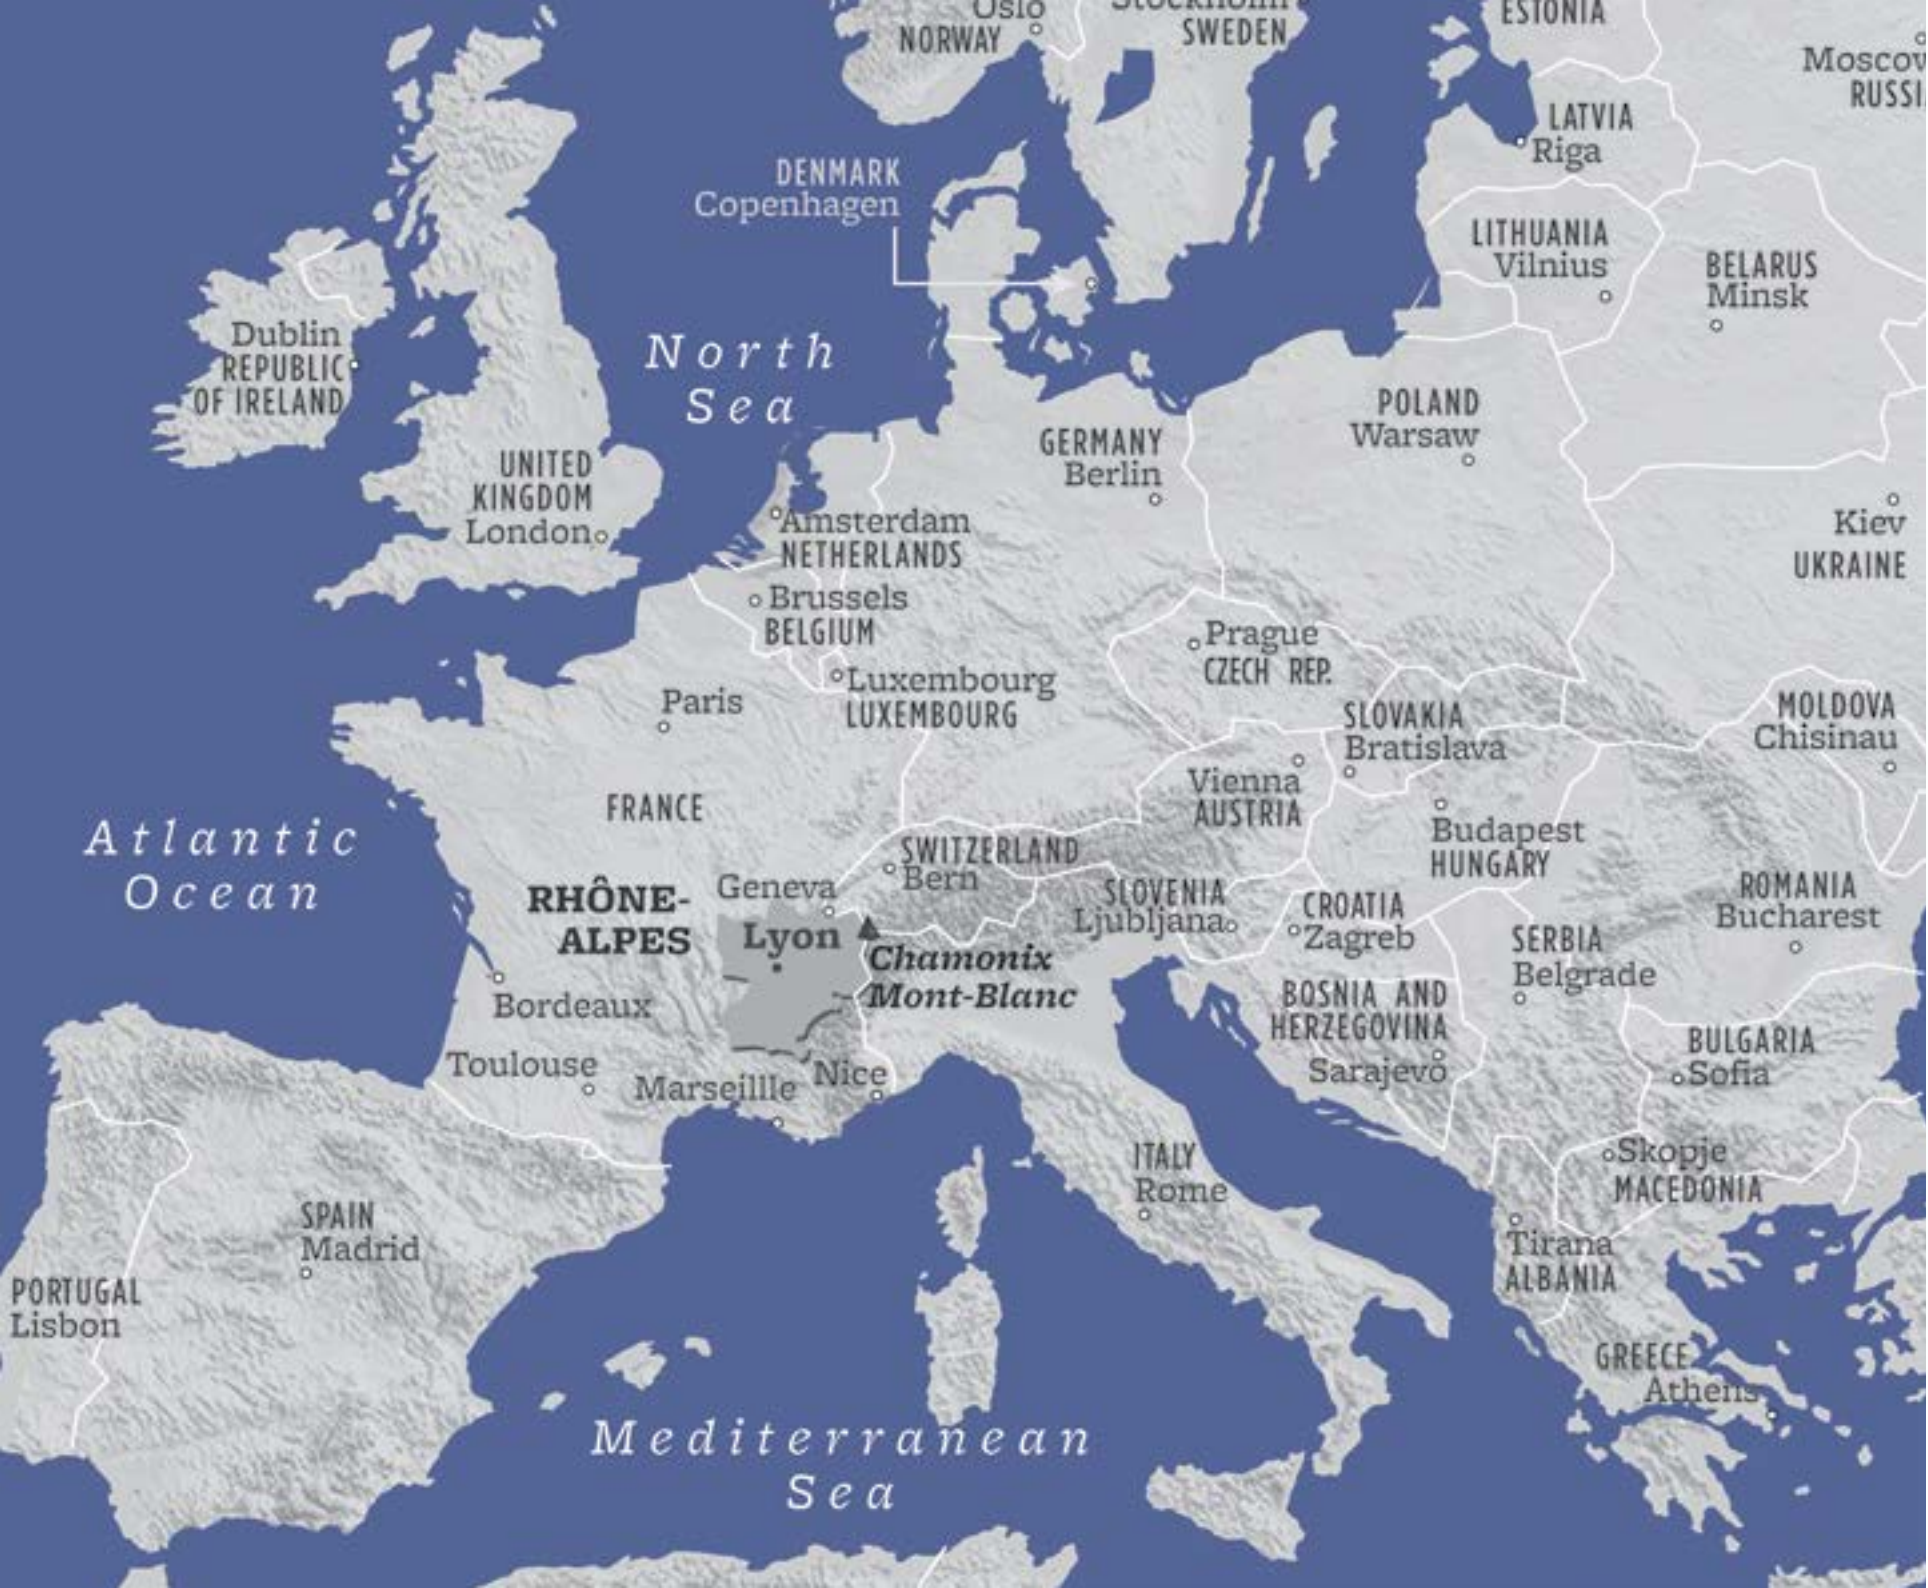 Oslo
NORWAY
Stockholm
SWEDEN
ESTONIA
Moscow
RUSSI
LATVIA
Riga
DENMARK
Copenhagen
LITHUANIA
Vilnius
BELARUS
Minsk
Dublin
REPUBLIC
OF IRELAND
North
Sea
UNITED
KINGDOM
London
GERMANY
Berlin
POLAND
Warsaw
Amsterdam
NETHERLANDS
Kiev
UKRAINE
Brussels
BELGIUM
Prague
CZECH REP.
Luxembourg
LUXEMBOURG
Paris
SLOVAKIA
Bratislava
MOLDOVA
Chisinau
Vienna
AUSTRIA
FRANCE
Atlantic
Ocean
Budapest
HUNGARY
SWITZERLAND
Bern
Geneva
RHÔNE-
ALPES
Lyon
Chamonix
Mont-Blanc
SLOVENIA
Ljubljana
CROATIA
Zagreb
ROMANIA
Bucharest
SERBIA
Belgrade
Bordeaux
BOSNIA AND
HERZEGOVINA
Sarajevo
BULGARIA
Sofia
Toulouse
Marseillle
Nice
ITALY
Rome
Skopje
MACEDONIA
SPAIN
Madrid
Tirana
ALBANIA
PORTUGAL
Lisbon
GREECE
Athens
Mediterranean
Sea